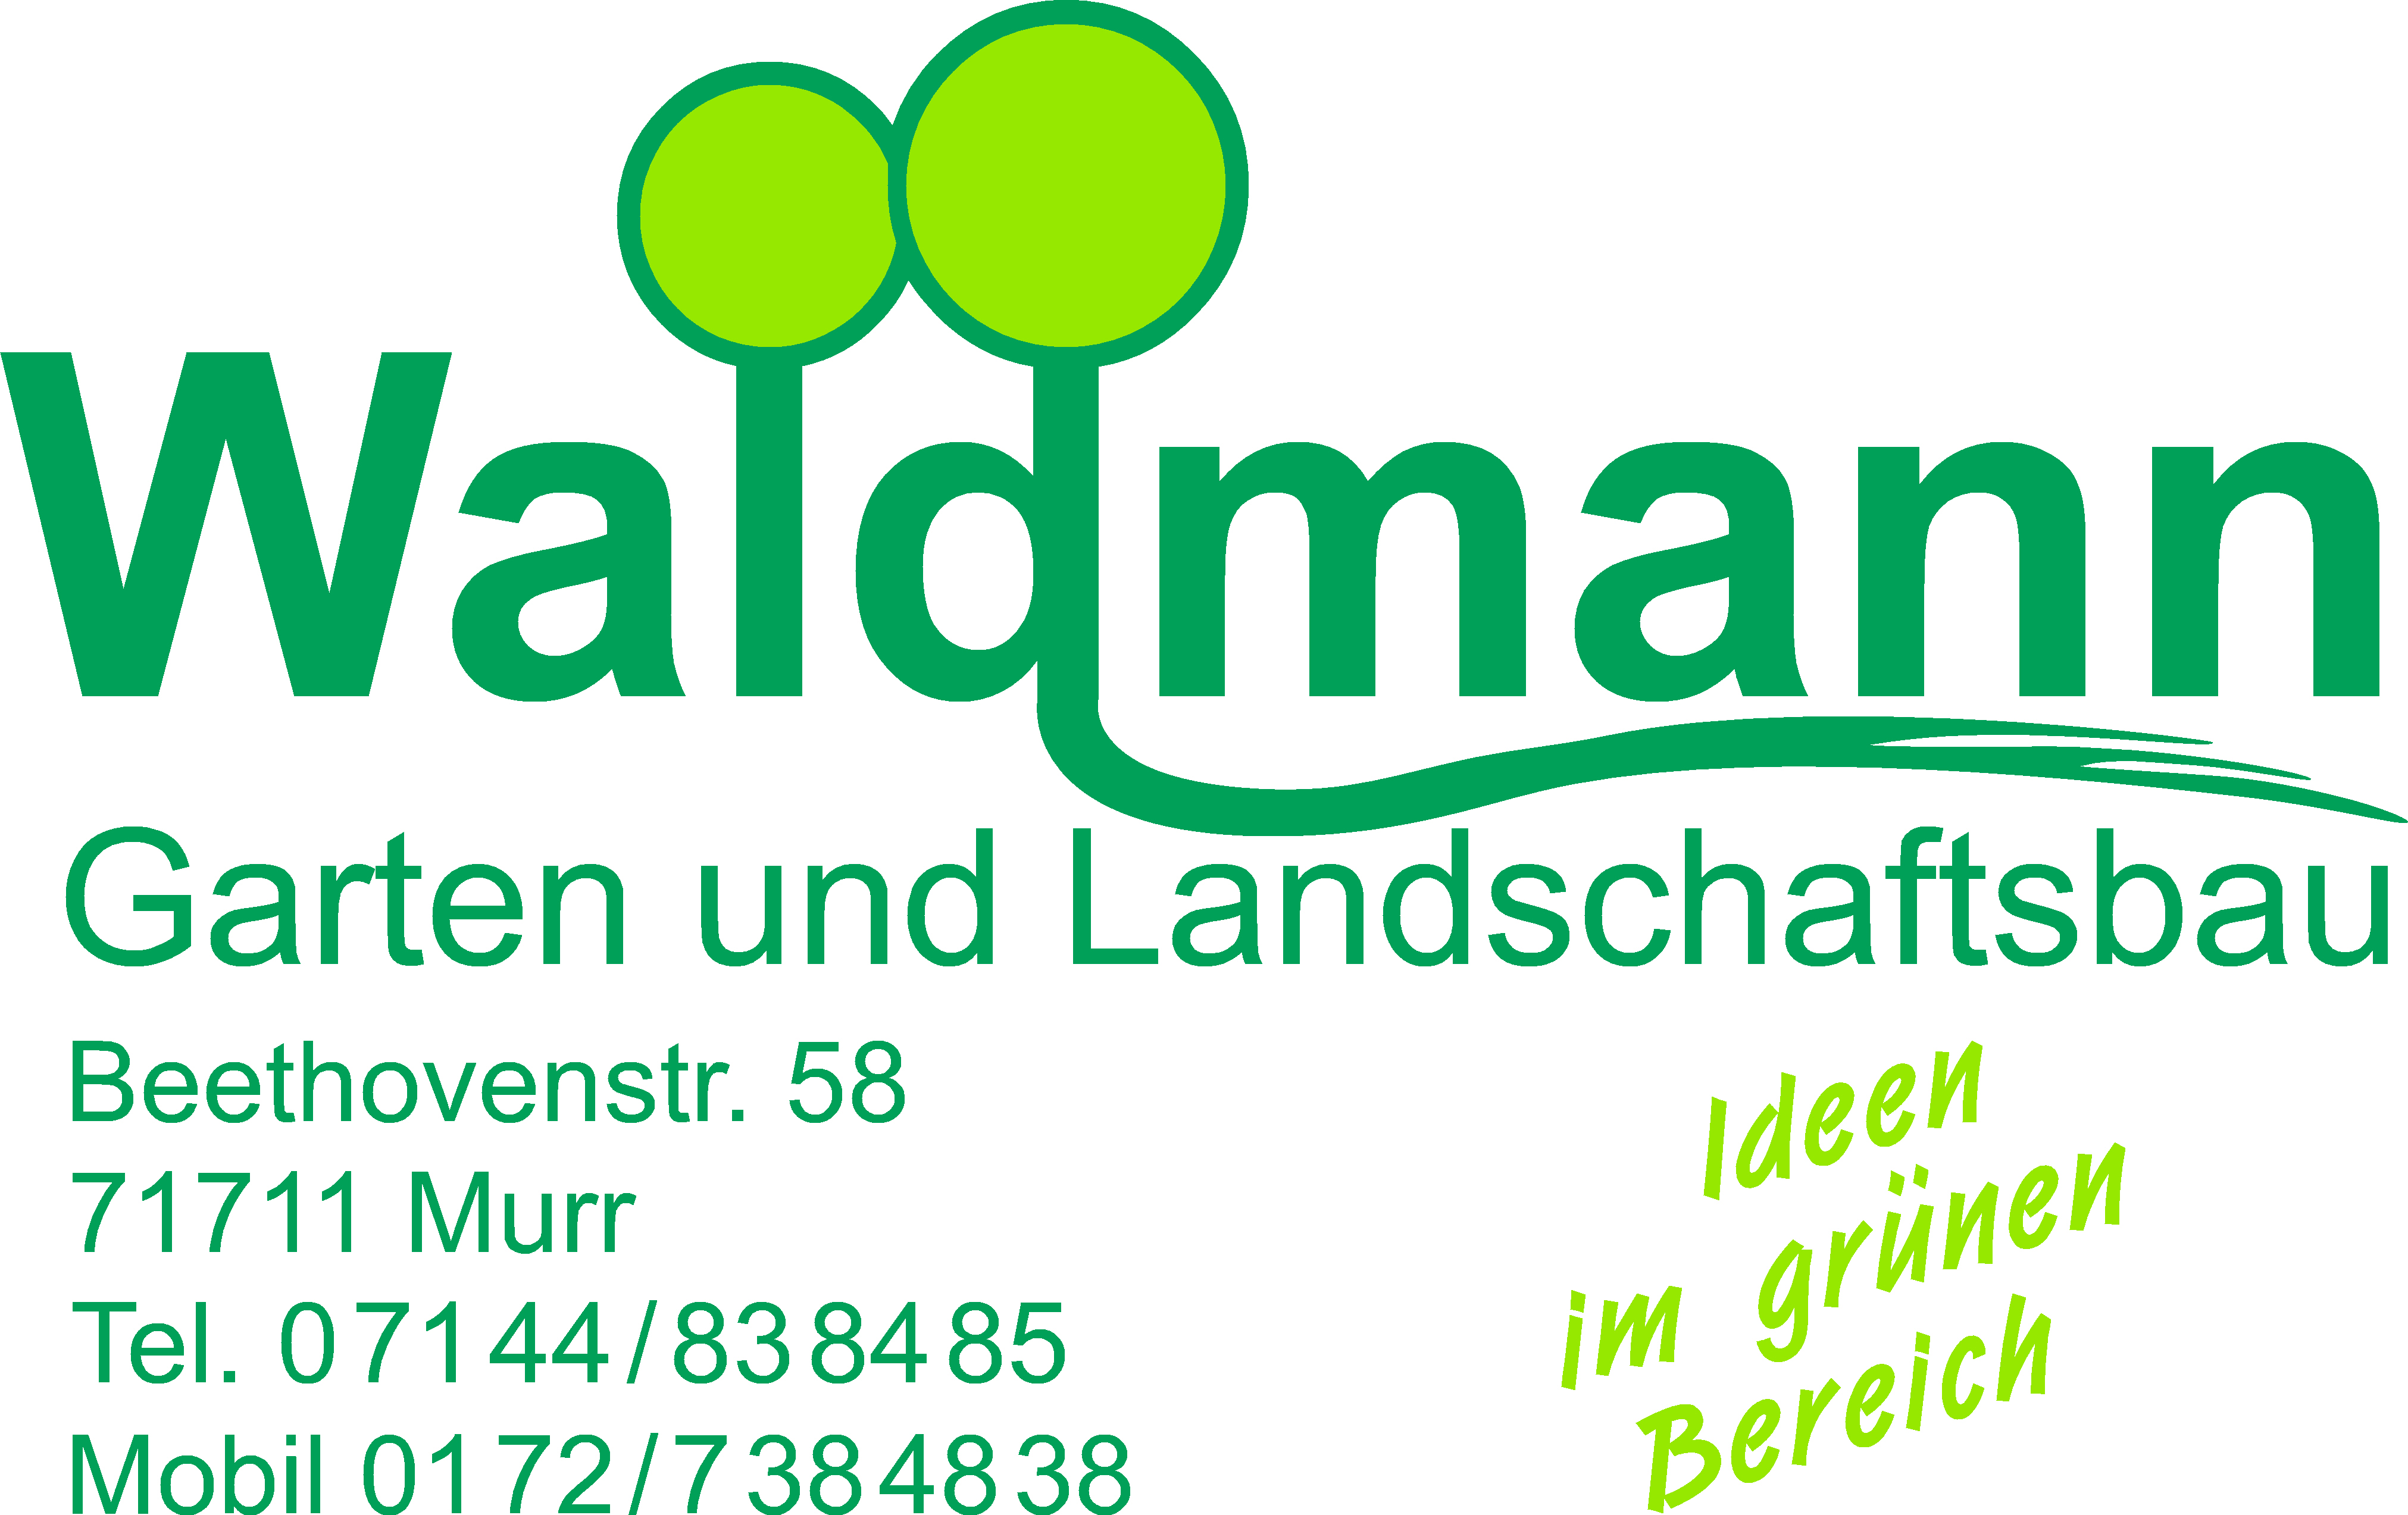 Waldmann
Garten und Landschaftsbau
Beethovenstr. 58
71711 Murr
Tel. 07144/838485
Mobil 0172/7384838
Ideen
im grünen
Bereich